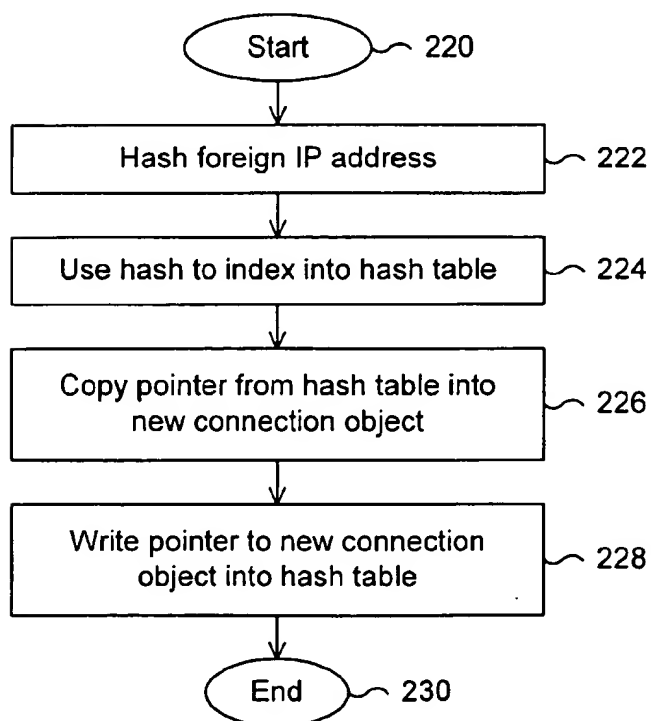 Start 220
Hash foreign IP address 222
Use hash to index into hash table 224
Copy pointer from hash table into
new connection object 226
Write pointer to new connection
object into hash table 228
End 230